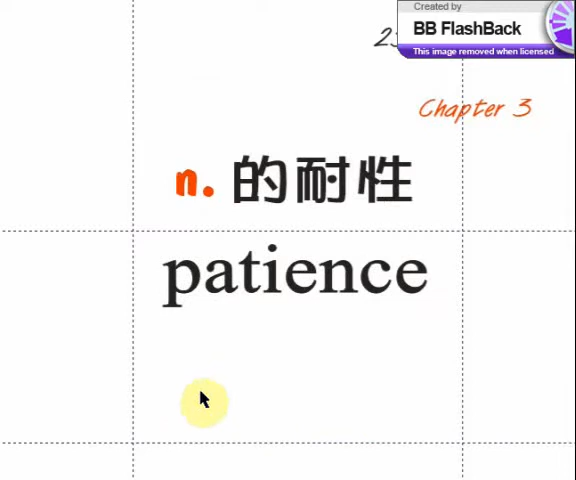 Created by
BB FlashBack
This image removed when licensed
Chapter 3
n. 的耐性
patience